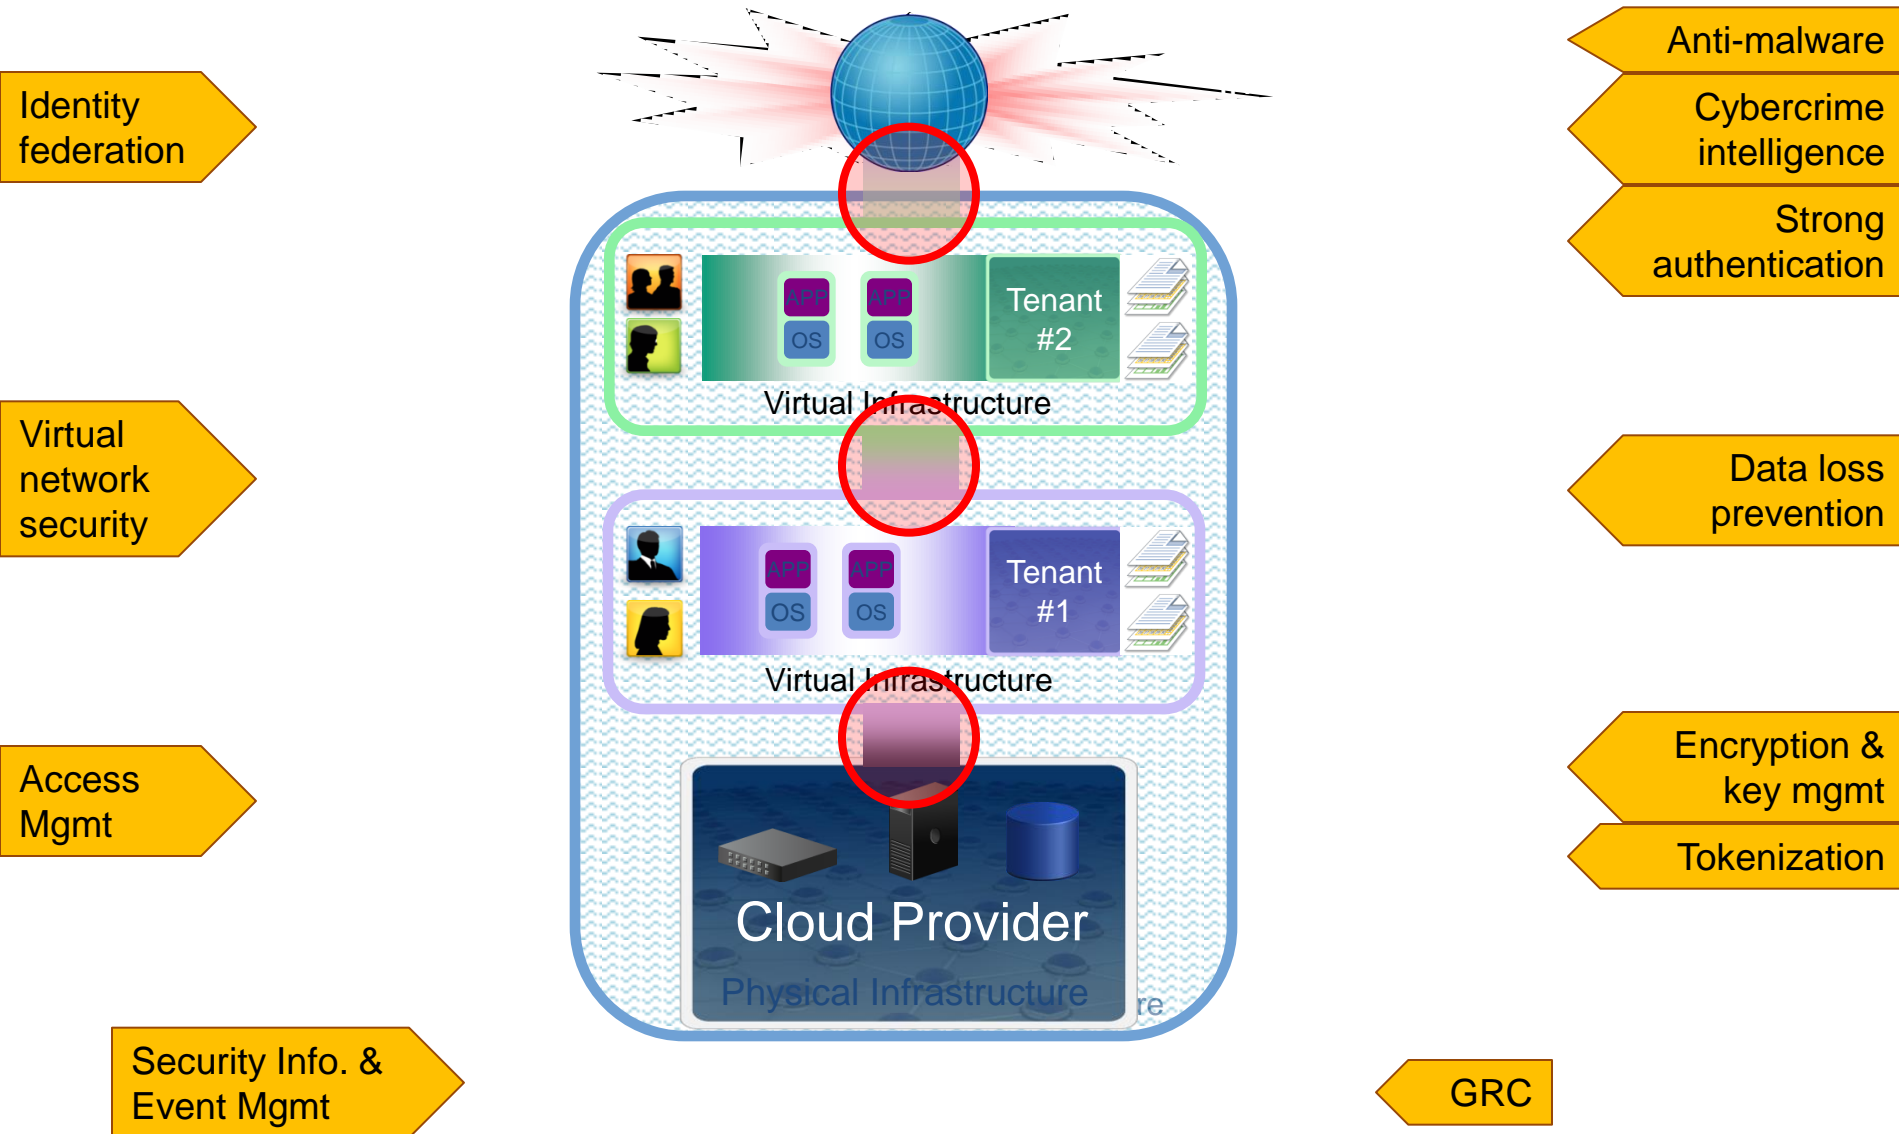 Anti-malware
Identity
federation
Cybercrime
intelligence
Strong
authentication
APP
APP
OS
OS
Tenant
#2
Virtual Infrastructure
Virtual
network
security
Data loss
prevention
APP
APP
OS
OS
Tenant
#1
Virtual Infrastructure
Access
Mgmt
Encryption &
key mgmt
Tokenization
Cloud Provider
Physical Infrastructure
re
Security Info. &
Event Mgmt
GRC